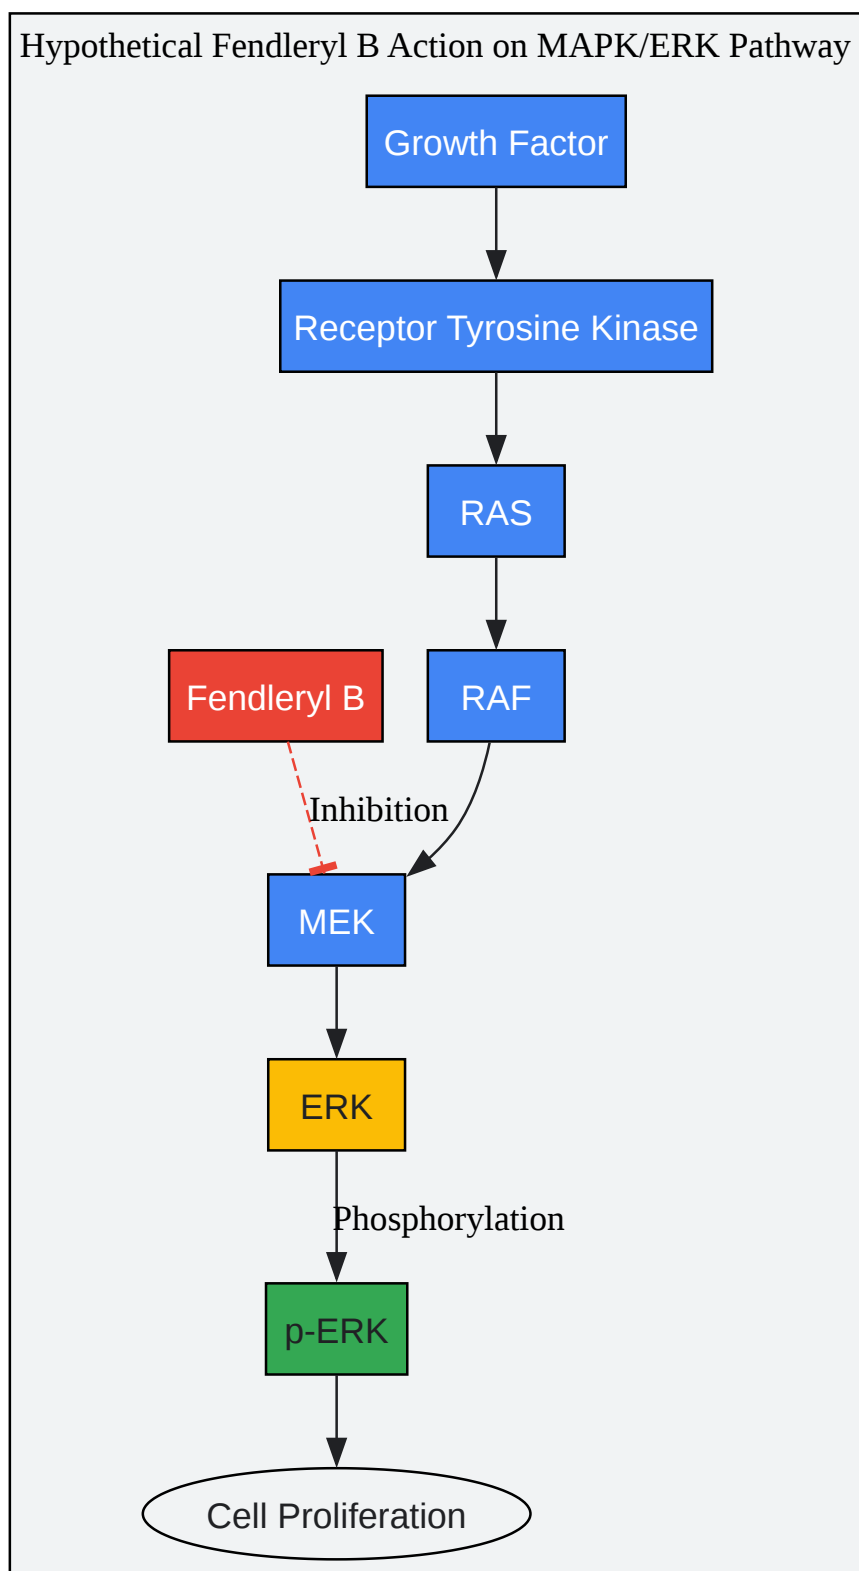 Hypothetical Fendleryl B Action on MAPK/ERK Pathway
Growth Factor
Receptor Tyrosine Kinase
RAS
Fendleryl B
RAF
Inhibition
MEK
ERK
Phosphorylation
p-ERK
Cell Proliferation